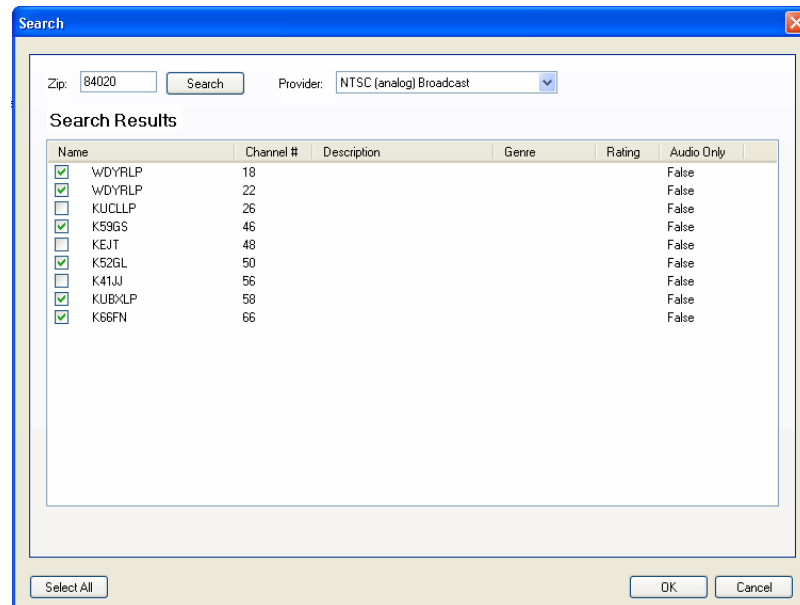 Search
Zip: 84020 Search Provider: NTSC (analog) Broadcast
Search Results
Name Channel # Description Genre Rating Audio Only
WDYRLP 18 False
WDYRLP 22 False
KUCLLP 26 False
K59GS 46 False
KEJT 48 False
K52GL 50 False
K41JJ 56 False
KUBXLP 58 False
K66FN 66 False
Select All OK Cancel